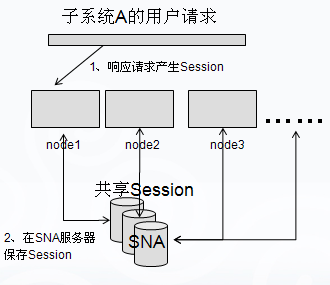 子系统A的用户请求
1、响应请求产生Session
node1
node2
node3
共享Session
2、在SNA服务器
保存Session
SNA